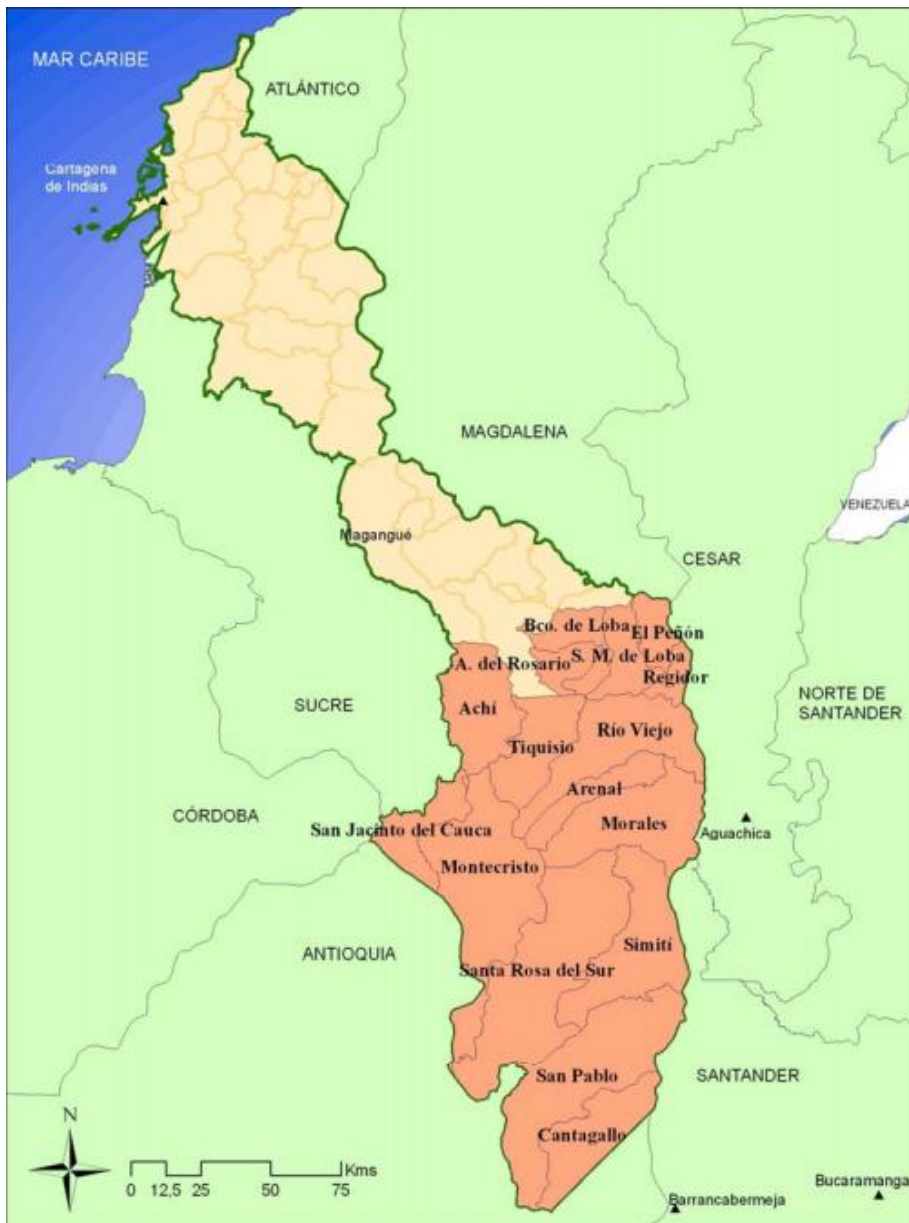 MAR CARIBE
ATLÁNTICO
Cartagena
de Indias
MAGDALENA
VENEZUELA
Magangué
CESAR
Bco. de Loba
El Peñón
A. del Rosario
S. M. de Loba
Regidor
SUCRE
Achí
NORTE DE
SANTANDER
Río Viejo
Tiquisio
Arenal
CÓRDOBA
San Jacinto del Cauca
Morales
Aguachica
Montecristo
ANTIOQUIA
Simití
Santa Rosa del Sur
San Pablo
SANTANDER
N
Cantagallo
Kms
0 12,5 25 50 75
Barrancabermeja
Bucaramanga